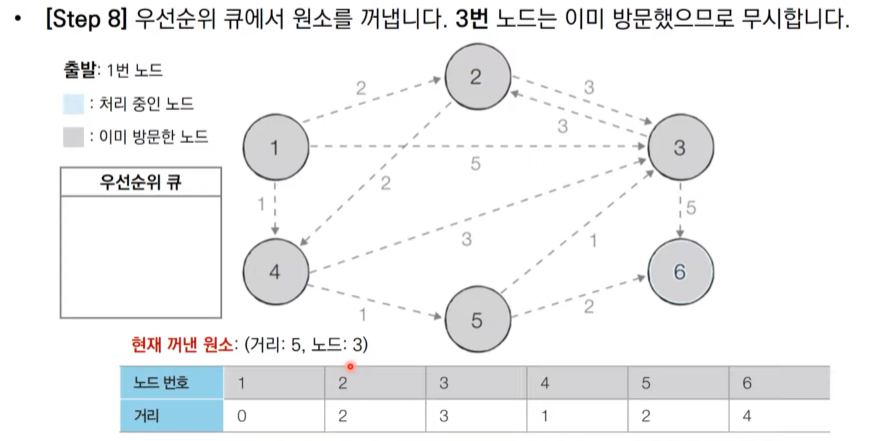 • [Step 8] 우선순위 큐에서 원소를 꺼냅니다. 3번 노드는 이미 방문했으므로 무시합니다.
출발: 1번 노드
: 처리 중인 노드
: 이미 방문한 노드
우선순위 큐
2
2
3
3
1
5
3
2
1
5
4
3
1
6
1
5
2
현재 꺼낸 원소: (거리: 5, 노드: 3)
노드 번호 1 2 3 4 5 6
거리 0 2 3 1 2 4